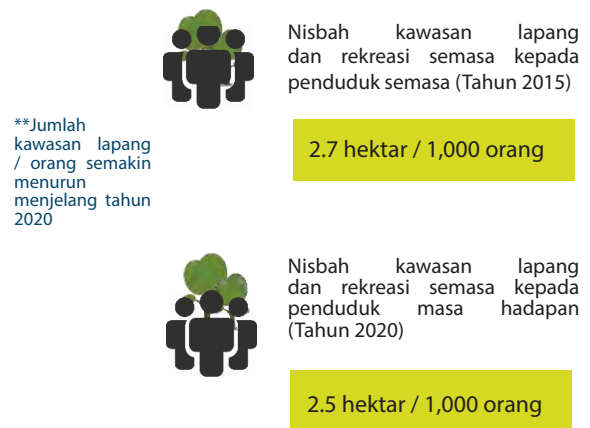 Nisbah kawasan lapang
dan rekreasi semasa kepada
penduduk semasa (Tahun 2015)
2.7 hektar / 1,000 orang
**Jumlah
kawasan lapang
/ orang semakin
menurun
menjelang tahun
2020
Nisbah kawasan lapang
dan rekreasi semasa kepada
penduduk masa hadapan
(Tahun 2020)
2.5 hektar / 1,000 orang